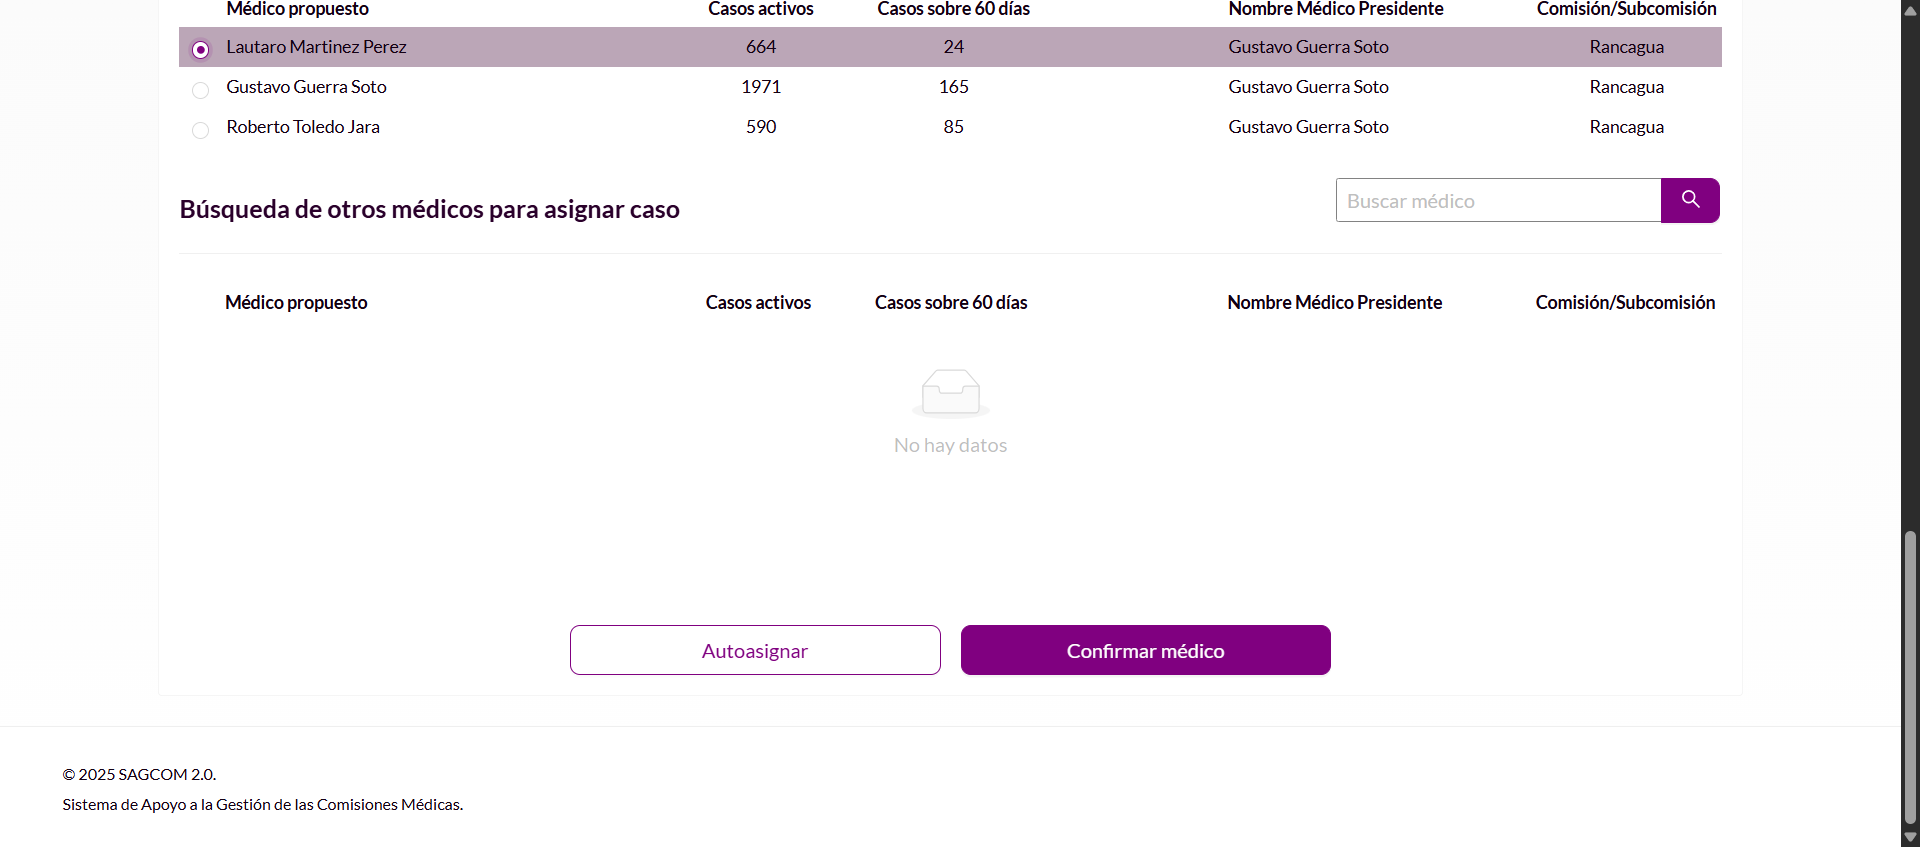 Médico propuesto Casos activos Casos sobre 60 días Nombre Médico Presidente Comisión/Subcomisión
Lautaro Martinez Perez 664 24 Gustavo Guerra Soto Rancagua
Gustavo Guerra Soto 1971 165 Gustavo Guerra Soto Rancagua
Roberto Toledo Jara 590 85 Gustavo Guerra Soto Rancagua
Búsqueda de otros médicos para asignar caso
Buscar médico
Médico propuesto Casos activos Casos sobre 60 días Nombre Médico Presidente Comisión/Subcomisión
No hay datos
Autoasignar Confirmar médico
© 2025 SAGCOM 2.0.
Sistema de Apoyo a la Gestión de las Comisiones Médicas.